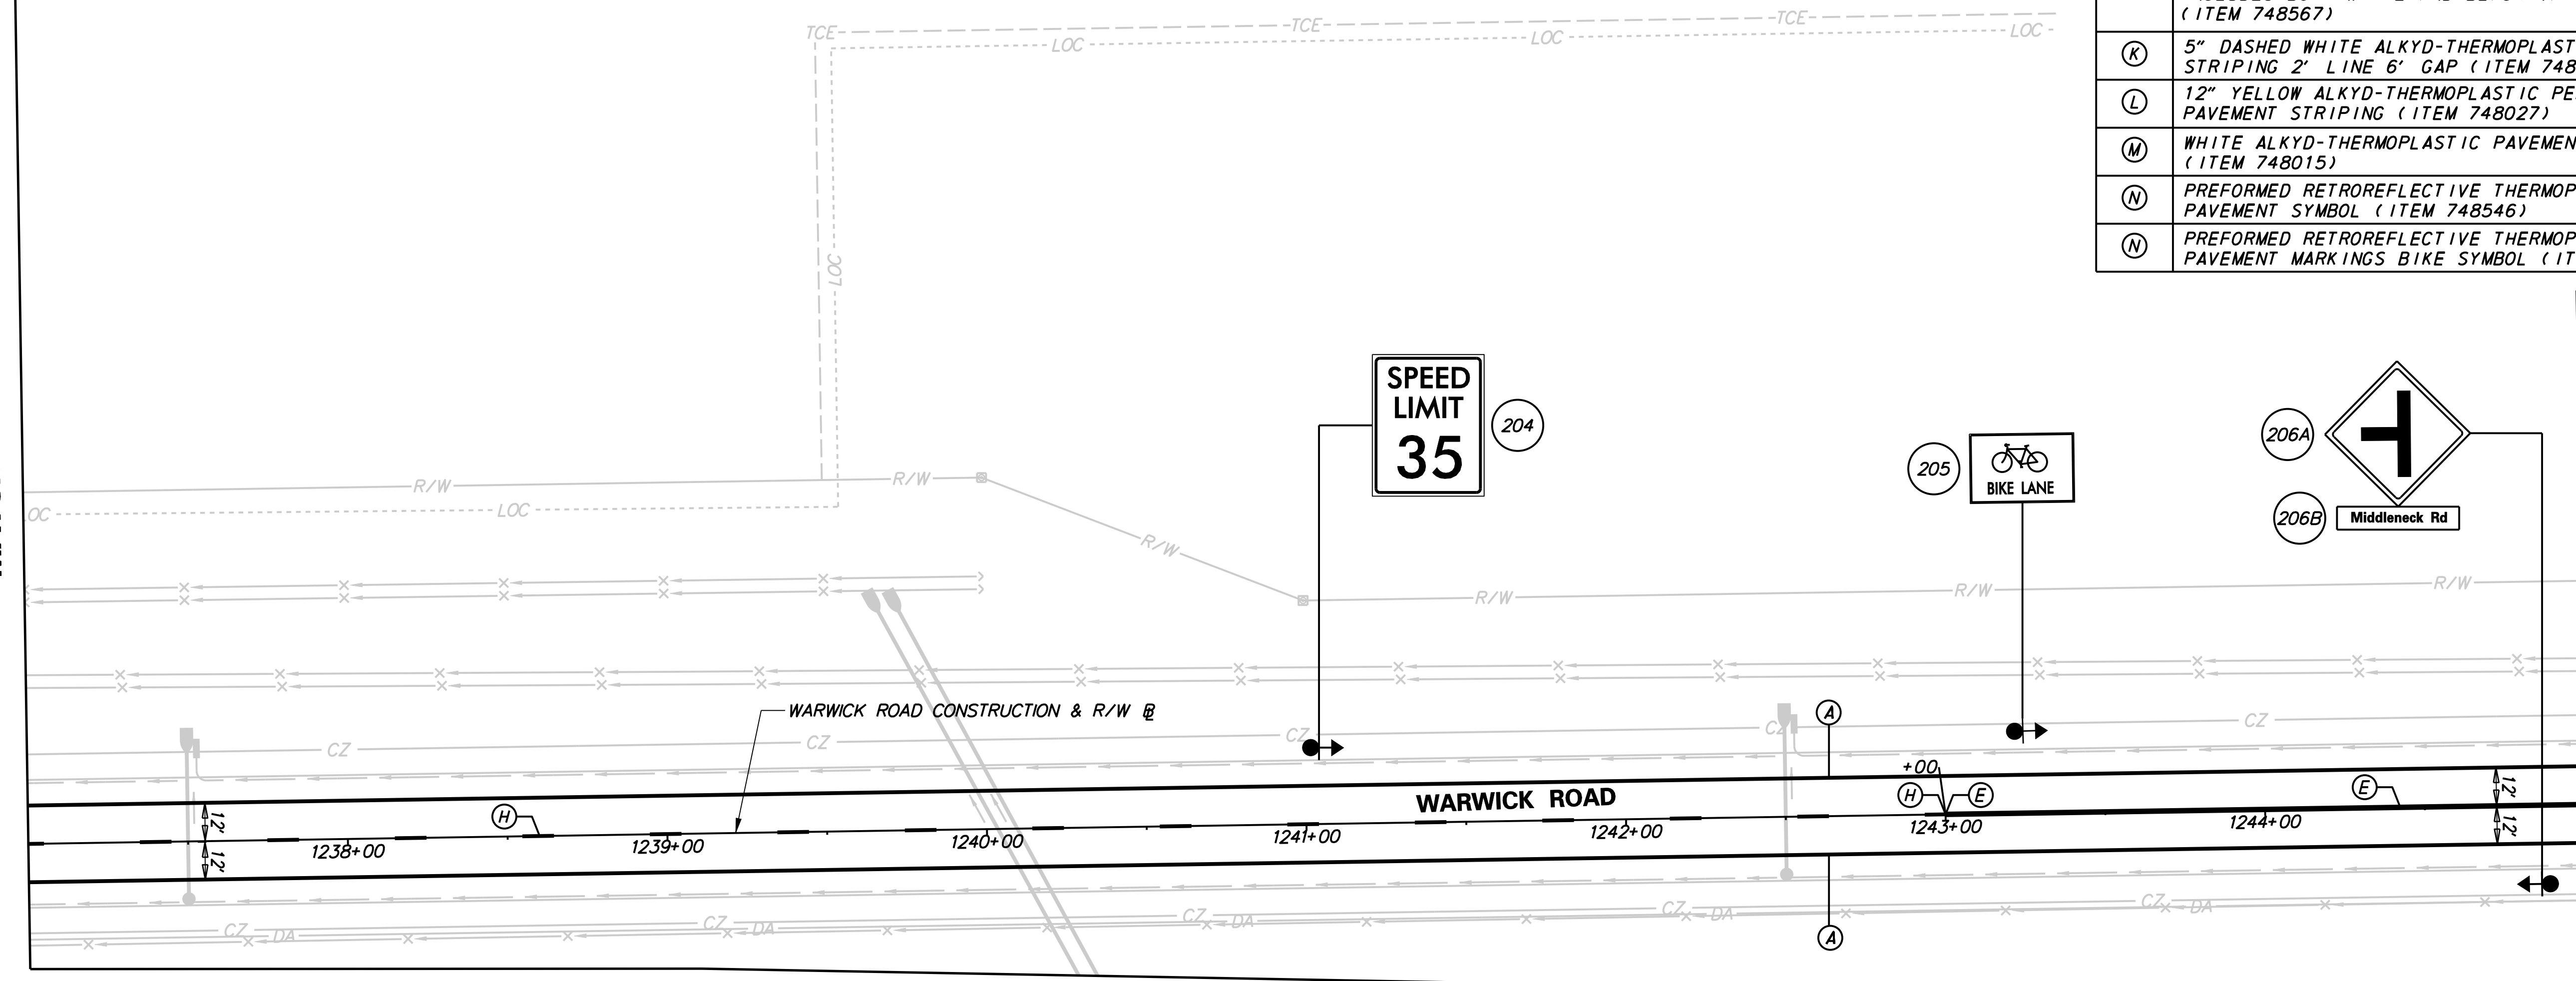 (ITEM 748567)
K
5" DASHED WHITE ALKYD-THERMOPLAST
STRIPING 2' LINE 6' GAP (ITEM 748
L
12" YELLOW ALKYD-THERMOPLASTIC PE
PAVEMENT STRIPING (ITEM 748027)
M
WHITE ALKYD-THERMOPLASTIC PAVEMEN
(ITEM 748015)
N
PREFORMED RETROREFLECTIVE THERMOP
PAVEMENT SYMBOL (ITEM 748546)
N
PREFORMED RETROREFLECTIVE THERMOP
PAVEMENT MARKINGS BIKE SYMBOL (IT
TCE TCE TCE
LOC LOC LOC
LOC
SPEED
LIMIT
35
204
205
BIKE LANE
206A
206B
Middleneck Rd
R/W R/W
OC LOC
R/W
R/W R/W R/W
WARWICK ROAD CONSTRUCTION & R/W BL
CZ CZ CZ CZ CZ
A
+00
H E
E
WARWICK ROAD
H
12' 12'
12' 12'
1238+00 1239+00 1240+00 1241+00 1242+00 1243+00 1244+00
CZ DA CZ DA CZ DA CZ DA CZ DA
A